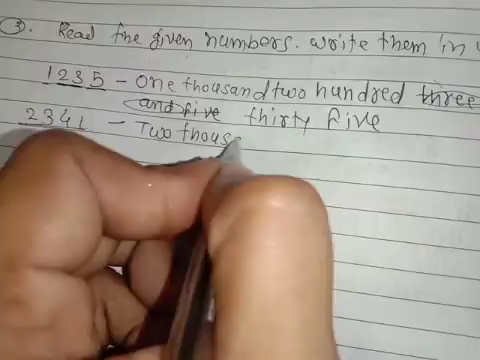 3. Read the given numbers. write them in
1235 - One thousand two hundred three
and five thirty five
2341 - Two thous